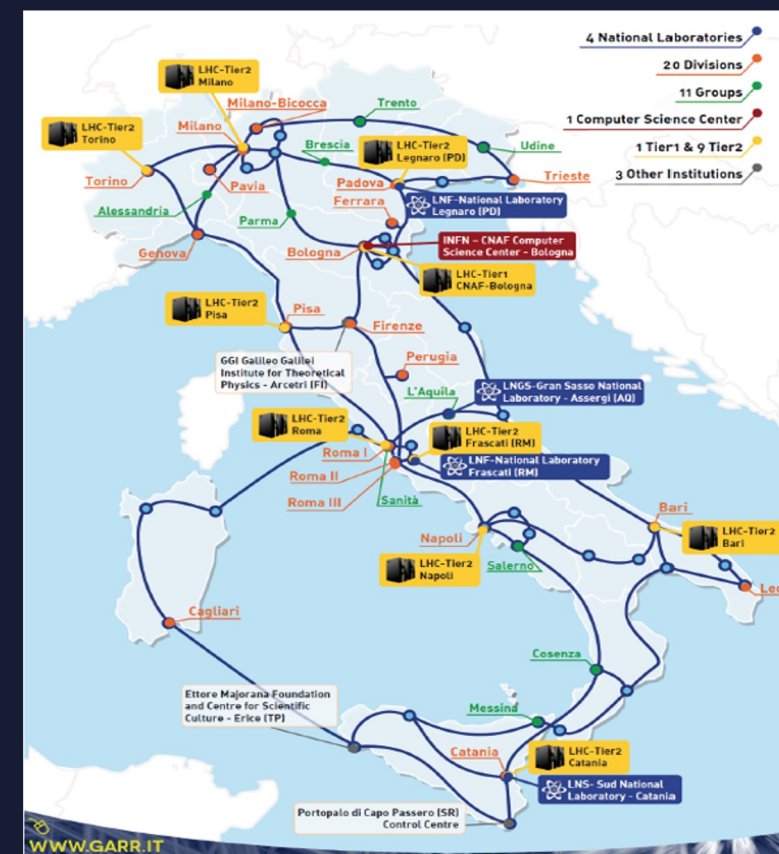 4 National Laboratories
20 Divisions
11 Groups
1 Computer Science Center
1 Tier1 & 9 Tier2
3 Other Institutions
LHC-Tier2
Milano
Milano-Bicocca
Trento
LHC-Tier2
Torino
Milano
Brescia
LHC-Tier2
Legnaro (PD)
Udine
Torino
Pavia
Padova
Trieste
Alessandria
Parma
Ferrara
LNF-National Laboratory
Legnaro (PD)
Genova
Bologna
INFN – CNAF Computer
Science Center - Bologna
LHC-Tier1
CNAF-Bologna
LHC-Tier2
Pisa
Pisa
Firenze
GGI Galileo Galilei
Institute for Theoretical
Physics - Arcetri (FI)
Perugia
L'Aquila
LNGS-Gran Sasso National
Laboratory - Assergi (AQ)
LHC-Tier2
Roma
LHC-Tier2
Frascati (RM)
Roma I
Roma II
Roma III
LNF-National Laboratory
Frascati (RM)
Sanità
Bari
LHC-Tier2
Bari
Napoli
LHC-Tier2
Napoli
Salerno
Lec
Cagliari
Cosenza
Ettore Majorana Foundation
and Centre for Scientific
Culture - Erice (TP)
Messina
Catania
LHC-Tier2
Catania
LNS- Sud National
Laboratory - Catania
Portopalo di Capo Passero (SR)
Control Centre
WWW.GARR.IT